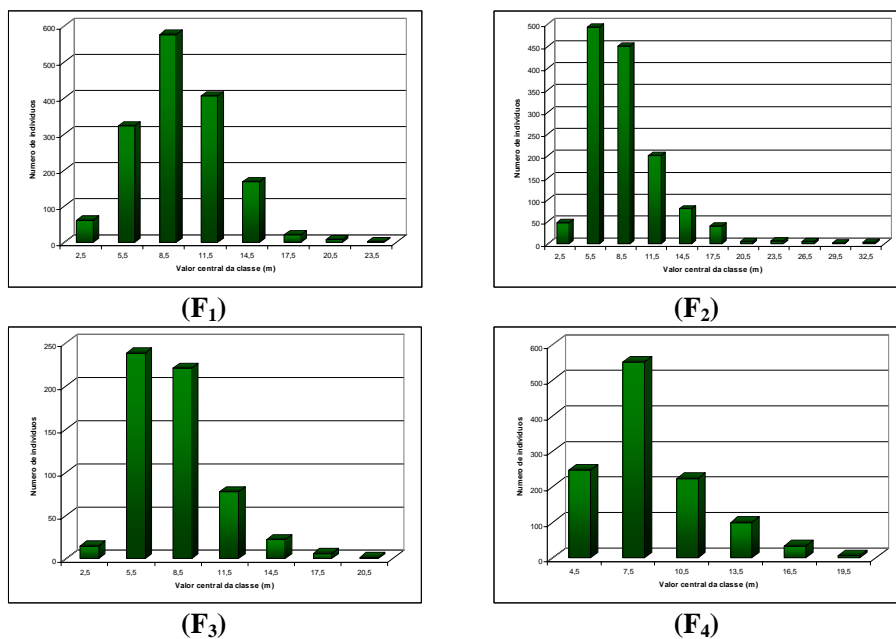 600
500
400
300
200
100
0
Numero de indivíduos
2,5 5,5 8,5 11,5 14,5 17,5 20,5 23,5
Valor central da classe (m)
(F1)
500
450
400
350
300
250
200
150
100
50
0
Numero de indivíduos
2,5 5,5 8,5 11,5 14,5 17,5 20,5 23,5 26,5 29,5 32,5
Valor central da classe (m)
(F2)
250
200
150
100
50
0
Numero de indivíduos
2,5 5,5 8,5 11,5 14,5 17,5 20,5
Valor central da classe (m)
(F3)
600
500
400
300
200
100
0
Numero de indivíduos
4,5 7,5 10,5 13,5 16,5 19,5
Valor central da classe (m)
(F4)